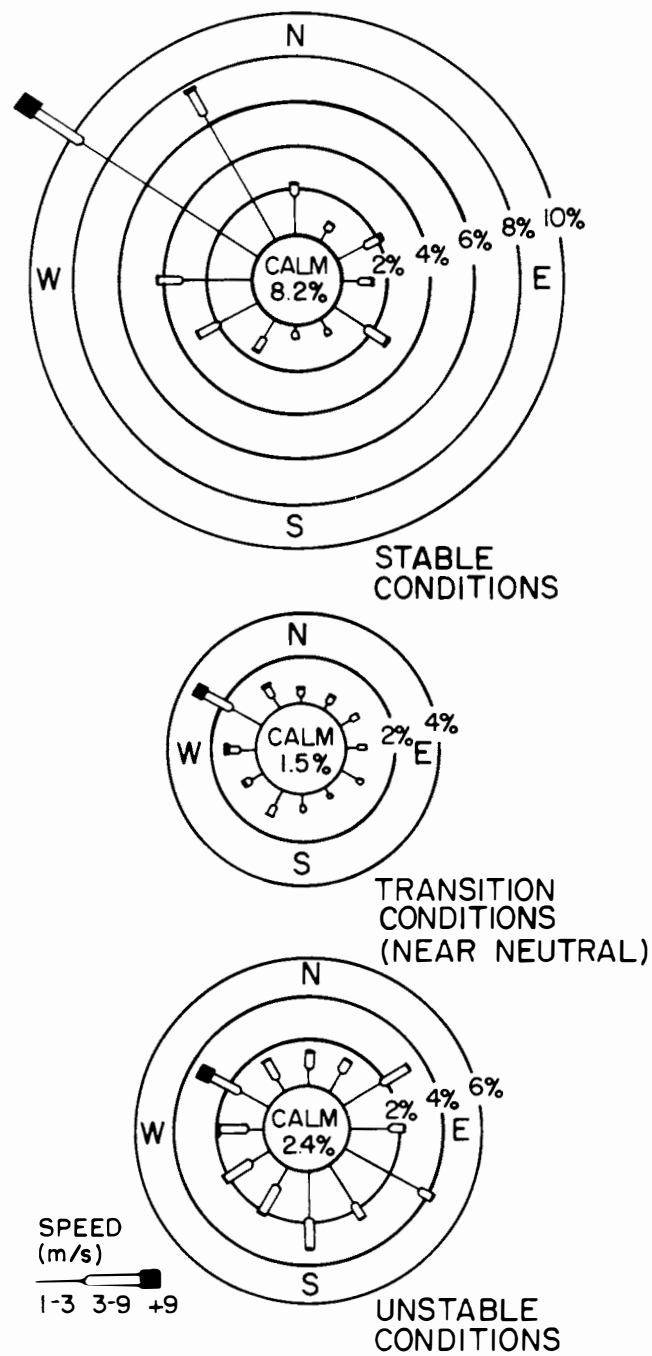 N
W
CALM
8.2%
2%
4%
6%
8%
10%
E
S
STABLE
CONDITIONS
N
W
CALM
1.5%
2%
4%
E
S
TRANSITION
CONDITIONS
(NEAR NEUTRAL)
N
W
CALM
2.4%
2%
4%
6%
E
S
SPEED
(m/s)
1-3 3-9 +9
UNSTABLE
CONDITIONS